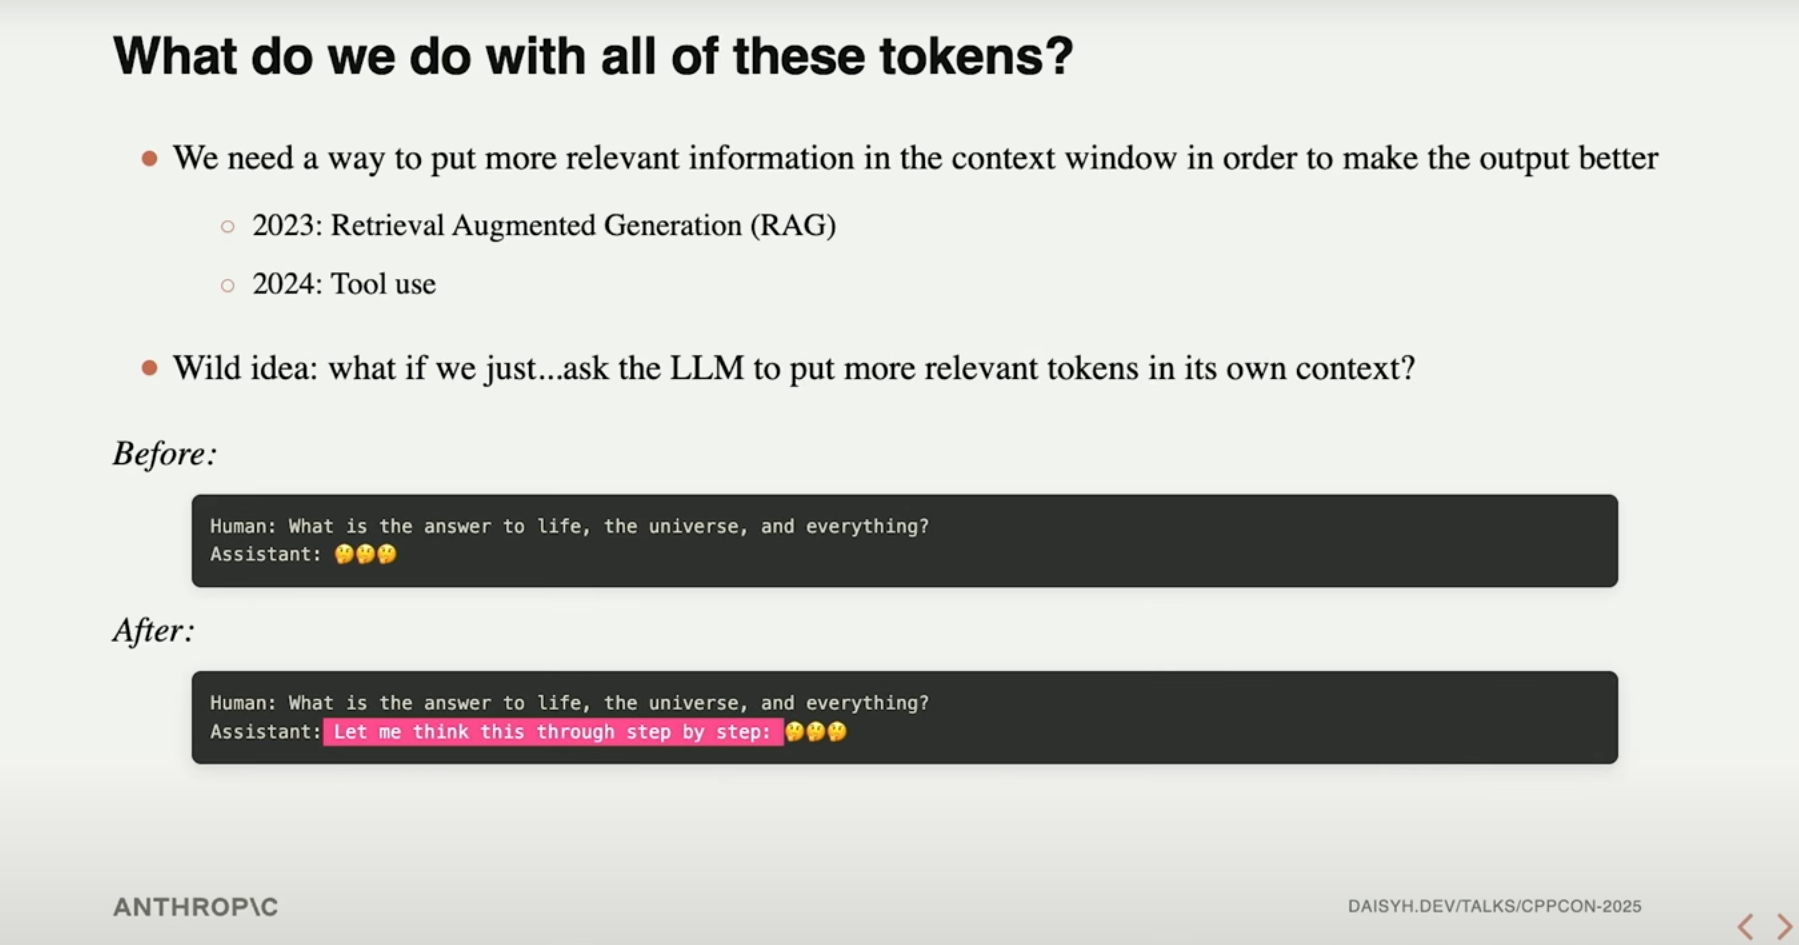 What do we do with all of these tokens?
● We need a way to put more relevant information in the context window in order to make the output better
○ 2023: Retrieval Augmented Generation (RAG)
○ 2024: Tool use
● Wild idea: what if we just...ask the LLM to put more relevant tokens in its own context?
Before:
Human: What is the answer to life, the universe, and everything?
Assistant: 🤔🤔🤔
After:
Human: What is the answer to life, the universe, and everything?
Assistant: Let me think this through step by step: 🤔🤔🤔
ANTHROP\C
DAISYH.DEV/TALKS/CPPCON-2025